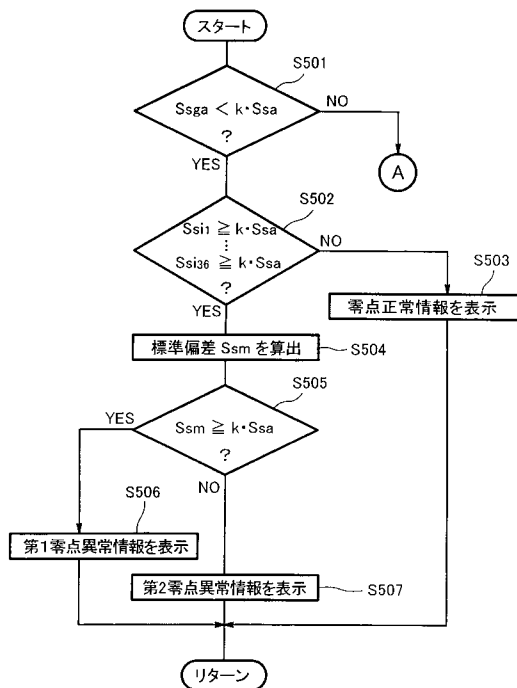 スタート
S501
Ssga < k・Ssa
?
NO
YES
A
S502
Ssi1 ≧ k・Ssa
⋮
Ssi36 ≧ k・Ssa
?
NO
YES
S503
零点正常情報を表示
標準偏差 Ssm を算出
S504
S505
YES
Ssm ≧ k・Ssa
?
NO
S506
第1零点異常情報を表示
第2零点異常情報を表示
S507
リターン